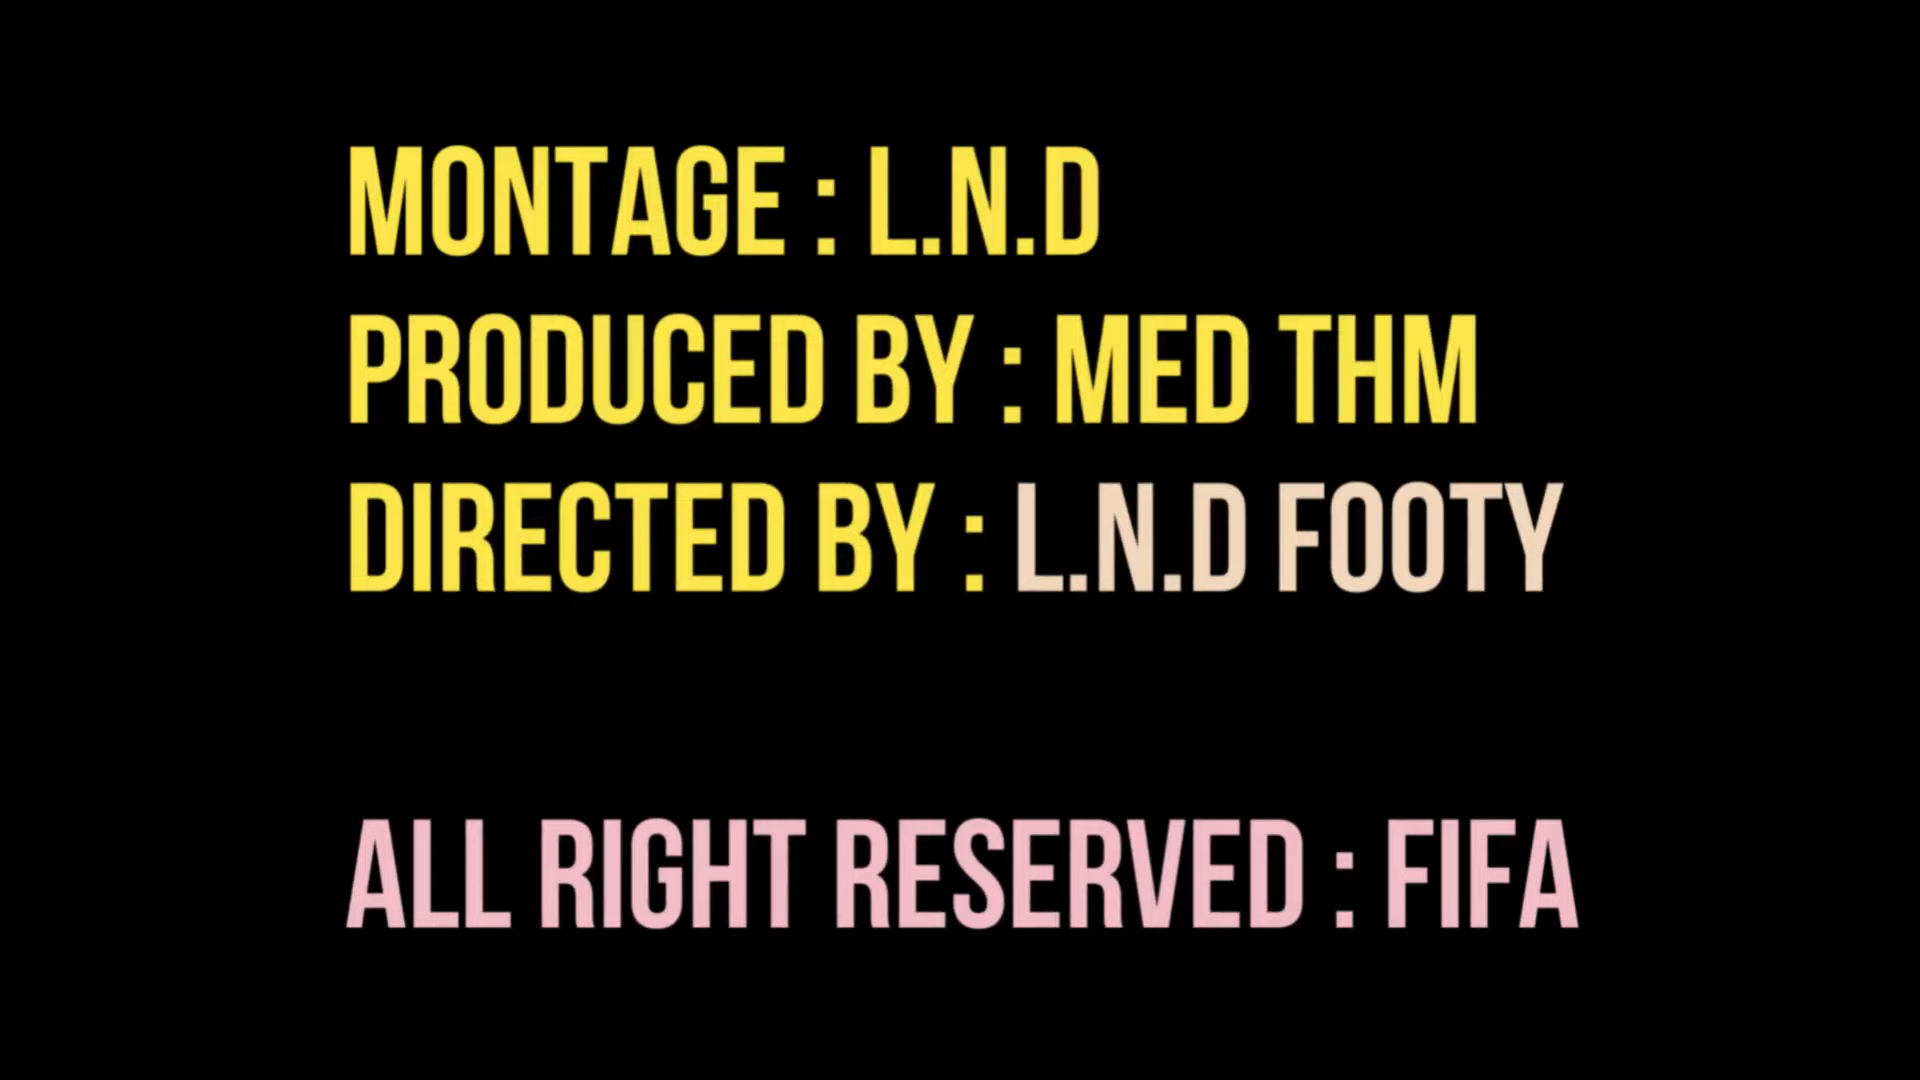 MONTAGE : L.N.D
PRODUCED BY : MED THM
DIRECTED BY : L.N.D FOOTY
ALL RIGHT RESERVED : FIFA